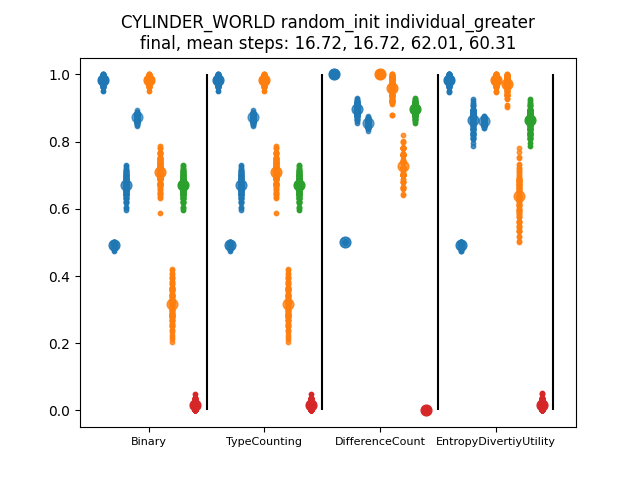 CYLINDER_WORLD random_init individual_greater
final, mean steps: 16.72, 16.72, 62.01, 60.31
1.0
0.8
0.6
0.4
0.2
0.0
Binary TypeCounting DifferenceCount EntropyDivertiyUtility